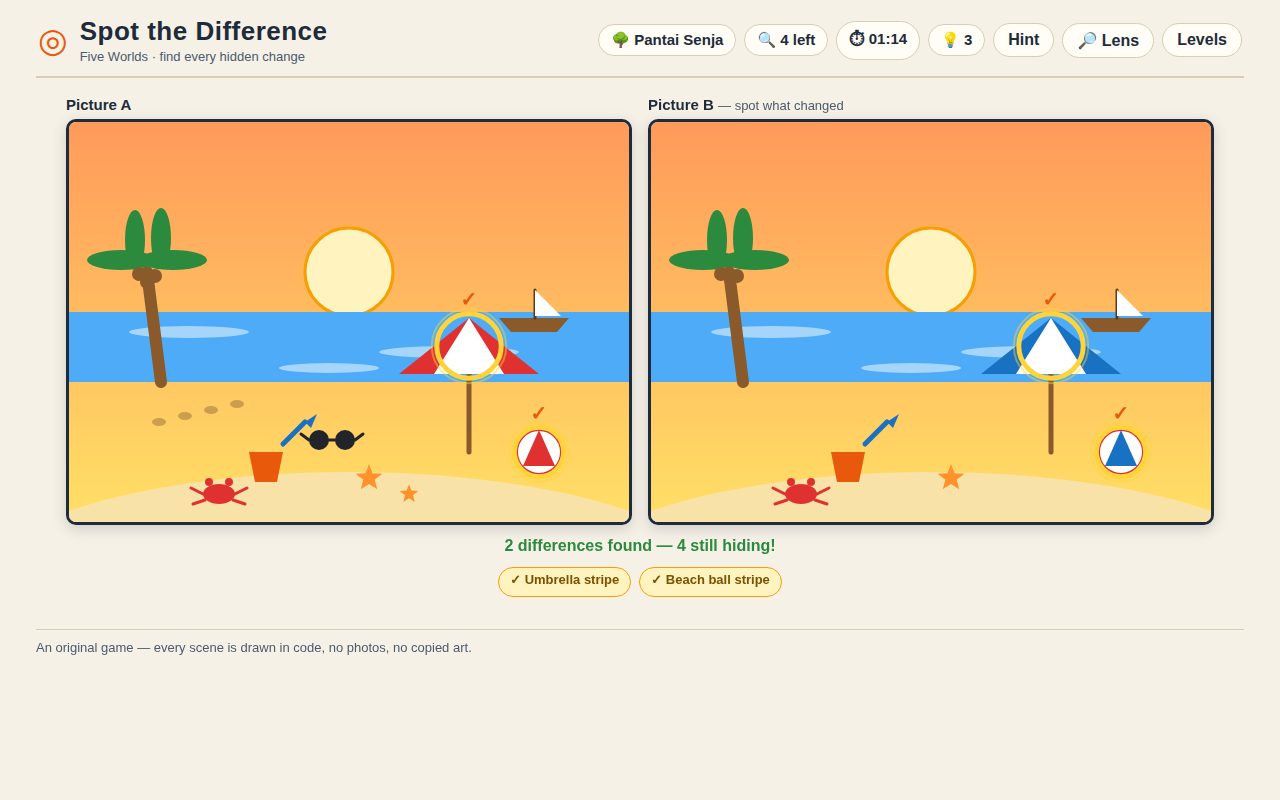 Spot the Difference
Five Worlds · find every hidden change
🌳 Pantai Senja
🔍 4 left
⏱ 01:14
💡 3
Hint
🔎 Lens
Levels
Picture A
Picture B — spot what changed
✓
✓
✓
✓
2 differences found — 4 still hiding!
✓ Umbrella stripe
✓ Beach ball stripe
An original game — every scene is drawn in code, no photos, no copied art.